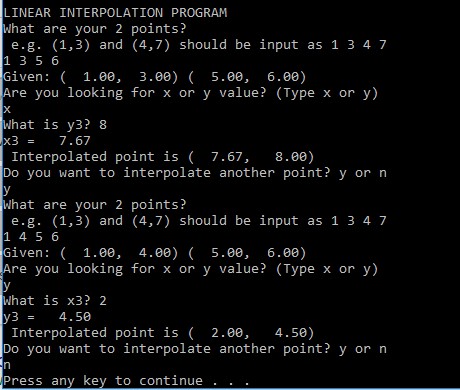 LINEAR INTERPOLATION PROGRAM
What are your 2 points?
e.g. (1,3) and (4,7) should be input as 1 3 4 7
1 3 5 6
Given: (  1.00,  3.00) (  5.00,  6.00)
Are you looking for x or y value? (Type x or y)
x
What is y3? 8
x3 =   7.67
Interpolated point is (  7.67,   8.00)
Do you want to interpolate another point? y or n
y
What are your 2 points?
e.g. (1,3) and (4,7) should be input as 1 3 4 7
1 4 5 6
Given: (  1.00,  4.00) (  5.00,  6.00)
Are you looking for x or y value? (Type x or y)
y
What is x3? 2
y3 =   4.50
Interpolated point is (  2.00,   4.50)
Do you want to interpolate another point? y or n
n
Press any key to continue . . .